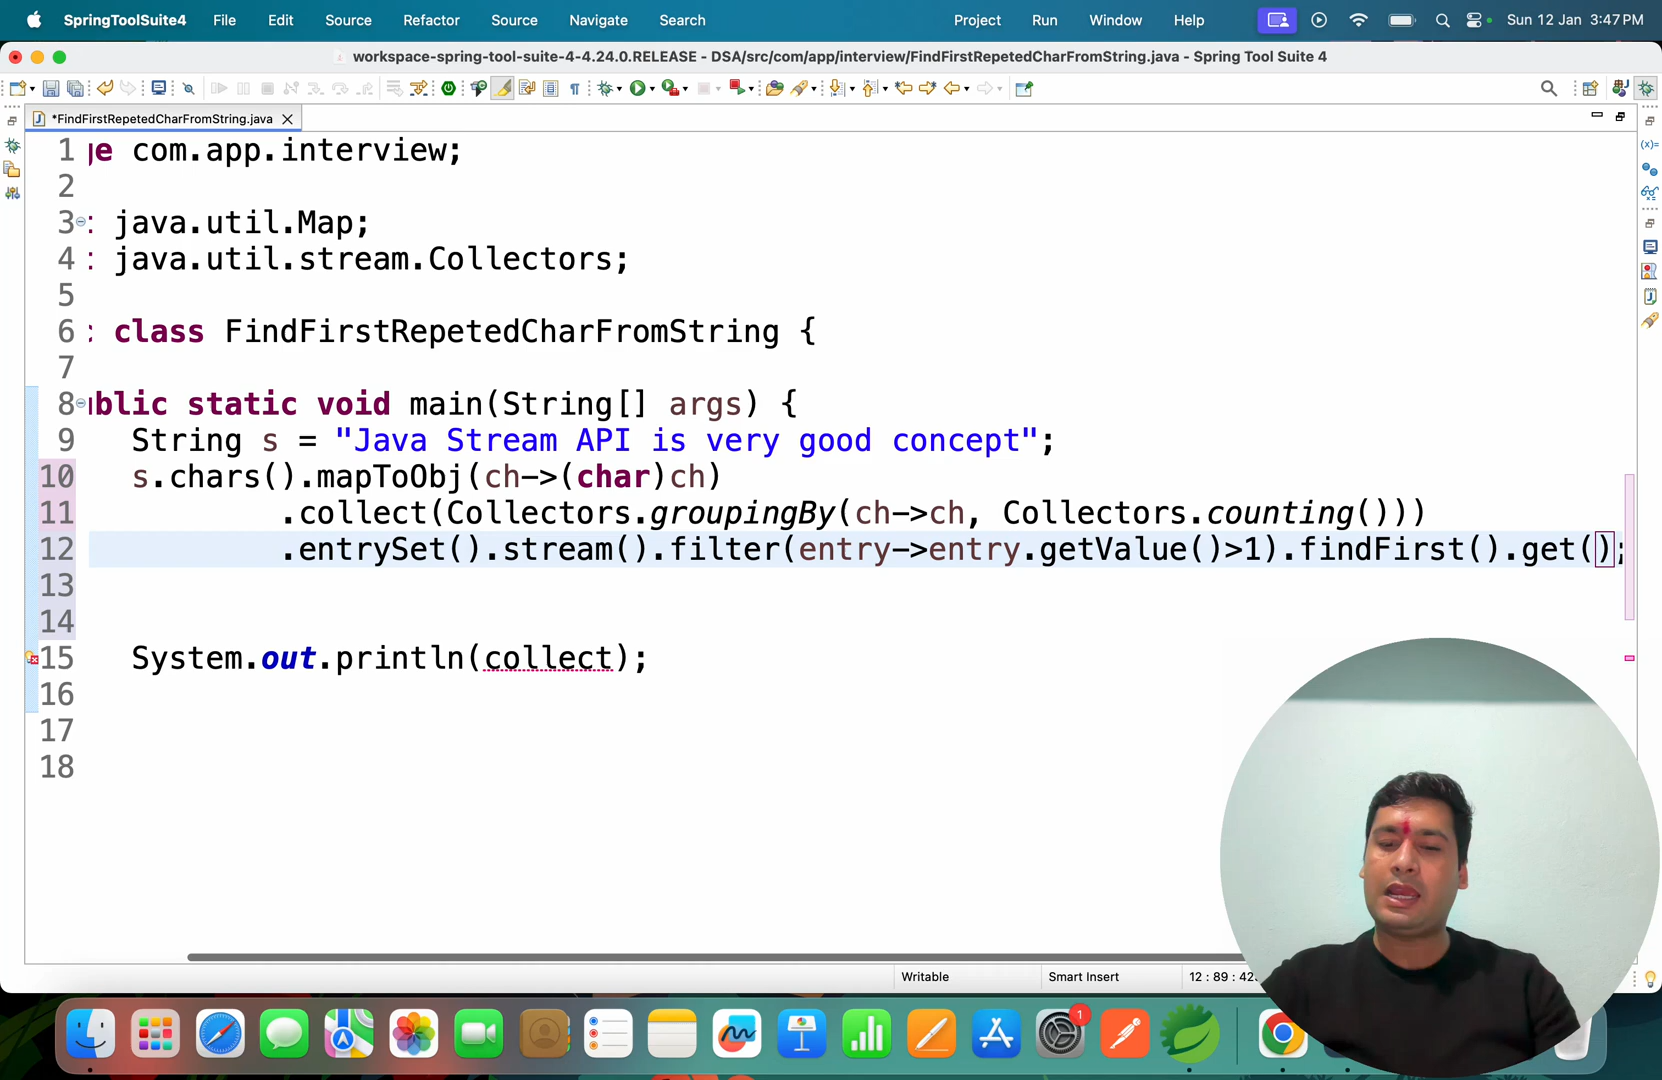 SpringToolSuite4 File Edit Source Refactor Source Navigate Search Project Run Window Help Sun 12 Jan 3:47 PM
workspace-spring-tool-suite-4-4.24.0.RELEASE - DSA/src/com/app/interview/FindFirstRepetedCharFromString.java - Spring Tool Suite 4
*FindFirstRepetedCharFromString.java
1 ge com.app.interview;
2
3 : java.util.Map;
4 : java.util.stream.Collectors;
5
6 : class FindFirstRepetedCharFromString {
7
8 blic static void main(String[] args) {
9 String s = "Java Stream API is very good concept";
10 s.chars().mapToObj(ch->(char)ch)
11 .collect(Collectors.groupingBy(ch->ch, Collectors.counting()))
12 .entrySet().stream().filter(entry->entry.getValue()>1).findFirst().get();
13
14
15 System.out.println(collect);
16
17
18
Writable Smart Insert 12 : 89 : 42
1